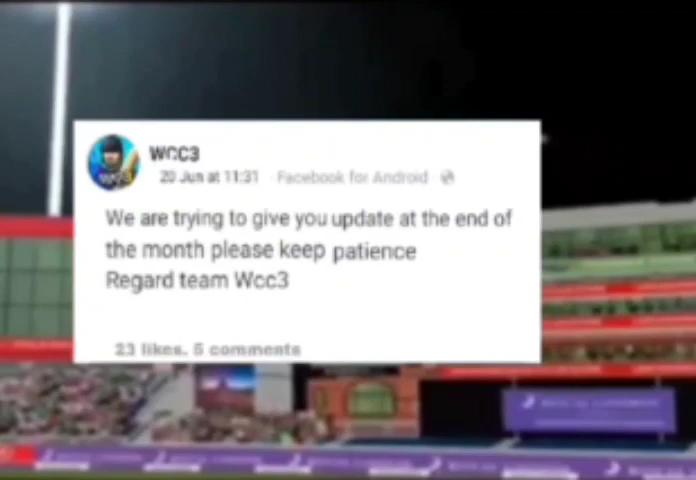 WCC3
20 Jun at 11:31 · Facebook for Android
We are trying to give you update at the end of
the month please keep patience
Regard team Wcc3
23 likes, 5 comments